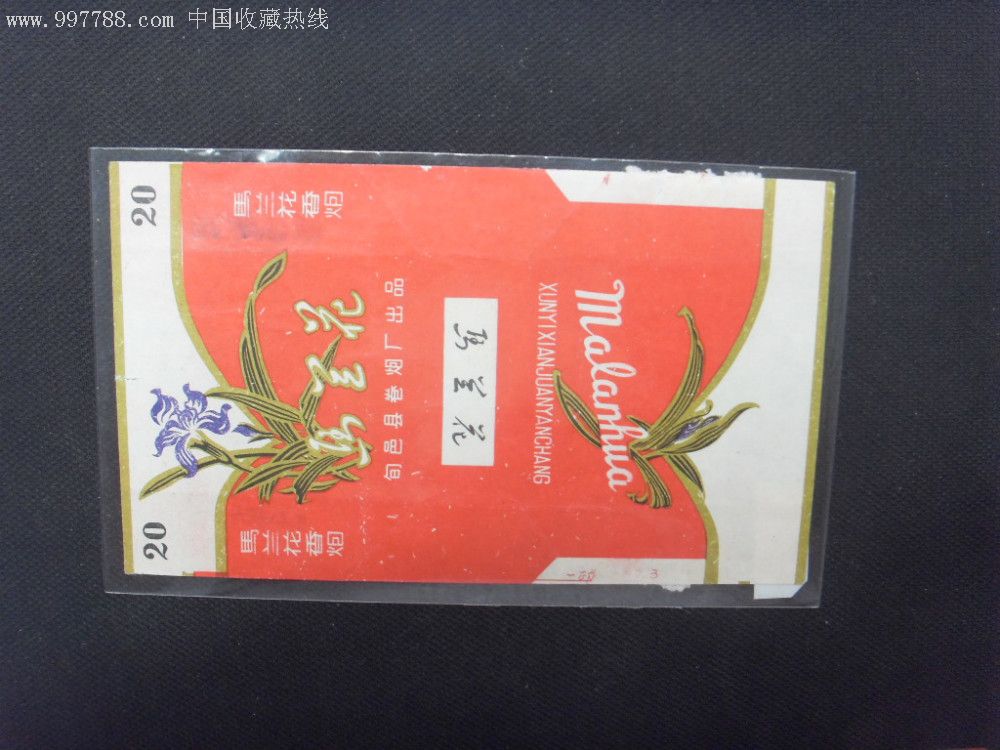 www.997788.com 中国收藏热线
20
20
馬兰花香烟
馬兰花香烟
馬兰花
旬邑县卷烟厂出品
馬兰花
Malanhua
XUNYIXIANJUANYANCHANG